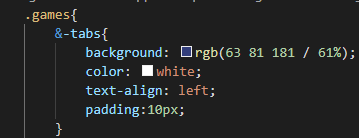 .games{
&-tabs{
background: rgb(63 81 181 / 61%);
color: white;
text-align: left;
padding:10px;
}